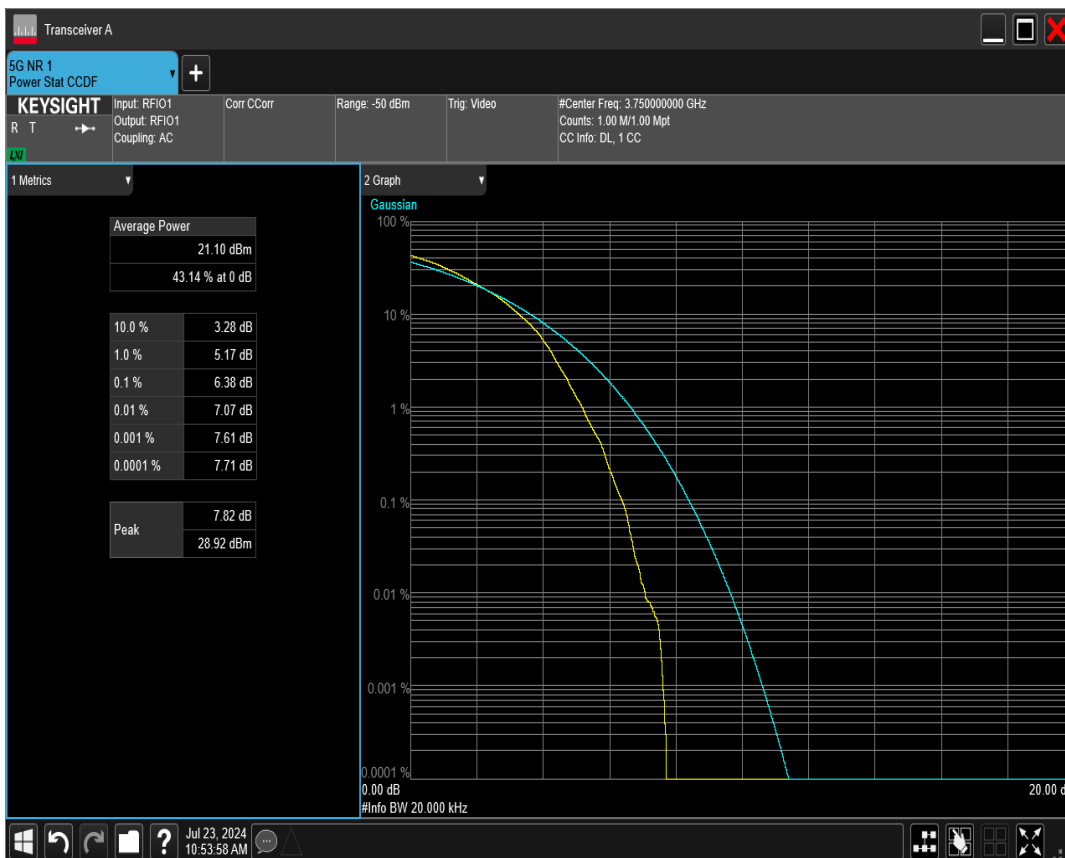 Transceiver A
5G NR 1
Power Stat CCDF
+
KEYSIGHT
R T
LXI
Input: RFIO1
Output: RFIO1
Coupling: AC
Corr CCorr
Range: -50 dBm
Trig: Video
#Center Freq: 3.750000000 GHz
Counts: 1.00 M/1.00 Mpt
CC Info: DL, 1 CC
1 Metrics
Average Power
21.10 dBm
43.14 % at 0 dB
10.0 % 3.28 dB
1.0 % 5.17 dB
0.1 % 6.38 dB
0.01 % 7.07 dB
0.001 % 7.61 dB
0.0001 % 7.71 dB
Peak
7.82 dB
28.92 dBm
2 Graph
Gaussian
100 %
10 %
1 %
0.1 %
0.01 %
0.001 %
0.0001 %
0.00 dB 20.00 d
#Info BW 20.000 kHz
?
Jul 23, 2024
10:53:58 AM